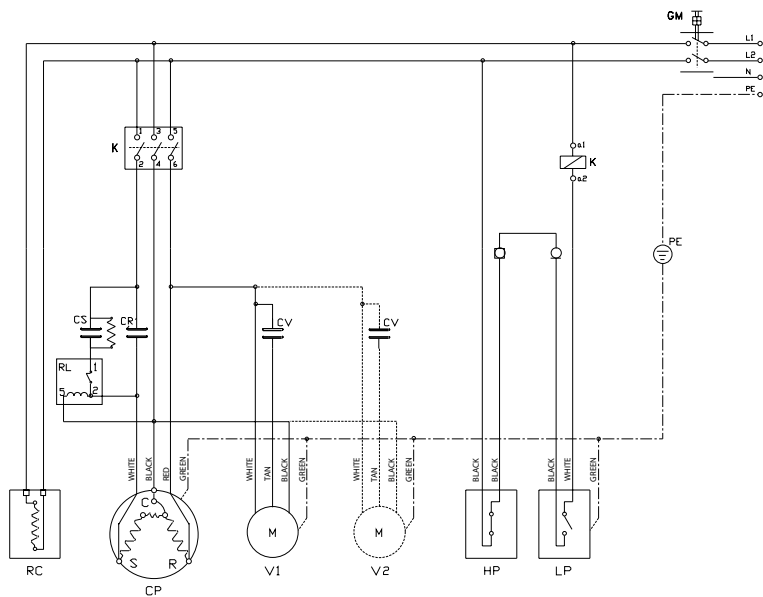 GM
L1
L2
N
PE
1 3 5
K
2 4 6
a1
K
a2
PE
CS
CR
CV
CV
RL
1
5
2
WHITE
BLACK
RED
GREEN
WHITE
TAN
BLACK
GREEN
WHITE
TAN
BLACK
GREEN
BLACK
BLACK
BLACK
WHITE
GREEN
C
S
R
M
M
RC
CP
V1
V2
HP
LP